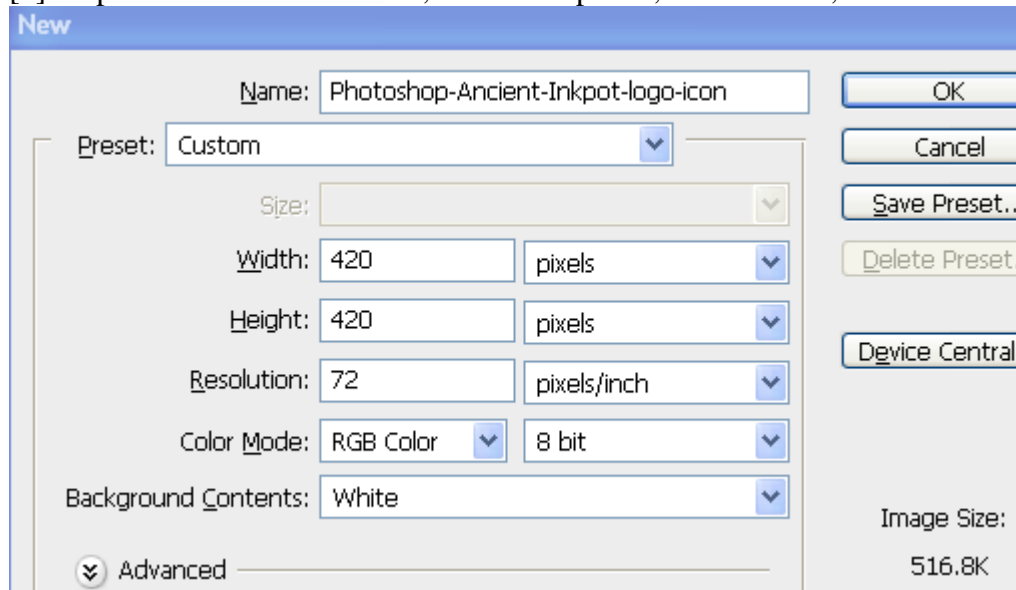 New
Name: Photoshop-Ancient-Inkpot-logo-icon OK
Preset: Custom Cancel
Size: Save Preset..
Width: 420 pixels Delete Preset.
Height: 420 pixels
Device Central
Resolution: 72 pixels/inch
Color Mode: RGB Color 8 bit
Background Contents: White
Image Size:
Advanced 516.8K